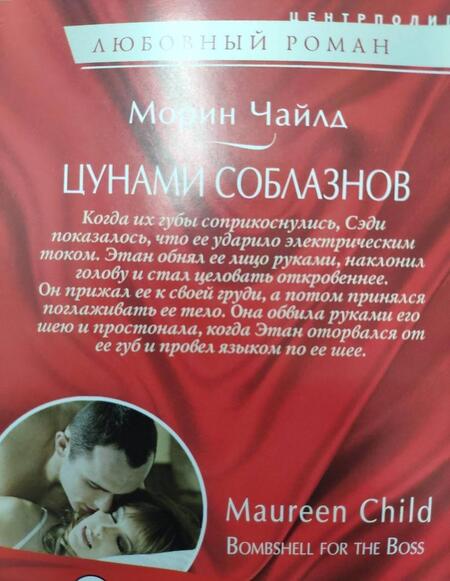 ЦЕНТРПОЛИГ
ЛЮБОВНЫЙ РОМАН
Морин Чайлд
ЦУНАМИ СОБЛАЗНОВ
Когда их губы соприкоснулись, Сэди
показалось, что ее ударило электрическим
током. Этан обнял ее лицо руками, наклонил
голову и стал целовать откровеннее.
Он прижал ее к своей груди, а потом принялся
поглаживать ее тело. Она обвила руками его
шею и простонала, когда Этан оторвался от
ее губ и провел языком по ее шее.
Maureen Child
BOMBSHELL FOR THE BOSS